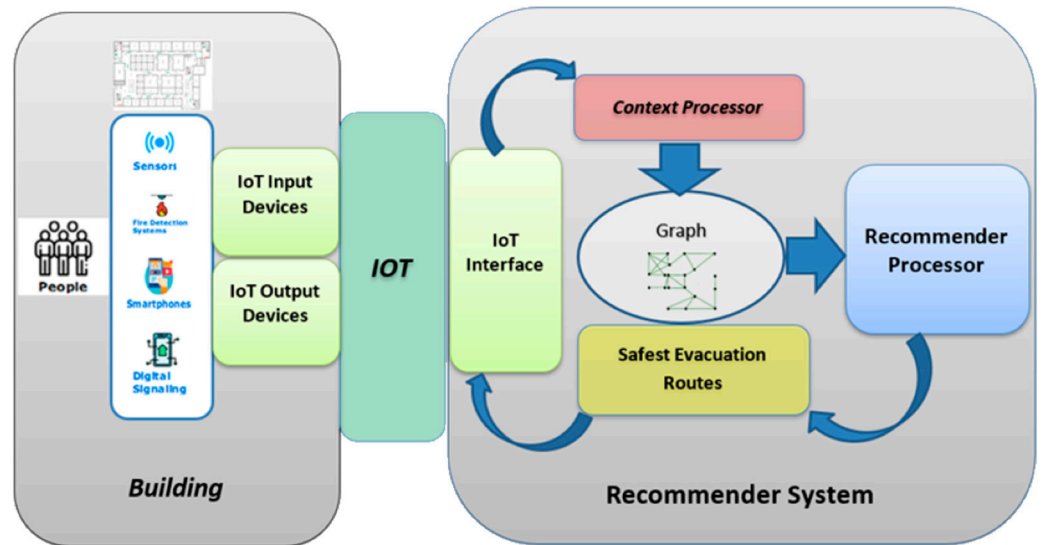 Sensors
Fire Detection
Systems
Smartphones
Digital
Signaling
People
IoT Input
Devices
IoT Output
Devices
Building
IOT
IoT
Interface
Context Processor
Graph
Recommender
Processor
Safest Evacuation
Routes
Recommender System